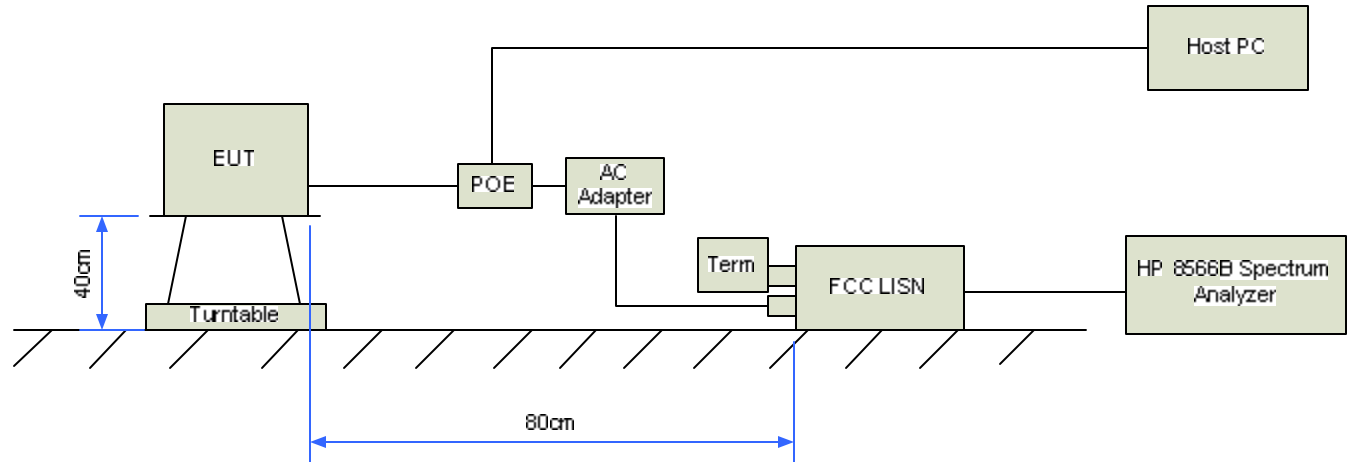 Host PC
EUT
POE
AC
Adapter
40cm
Term
FCC LISN
HP 8566B Spectrum
Analyzer
Turntable
80cm